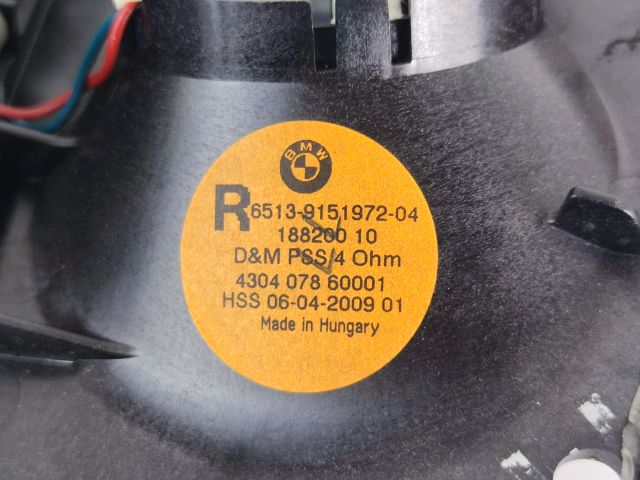 BMW
R 6513-9151972-04
188200 10
D&M PSS/4 Ohm
4304 078 60001
HSS 06-04-2009 01
Made in Hungary